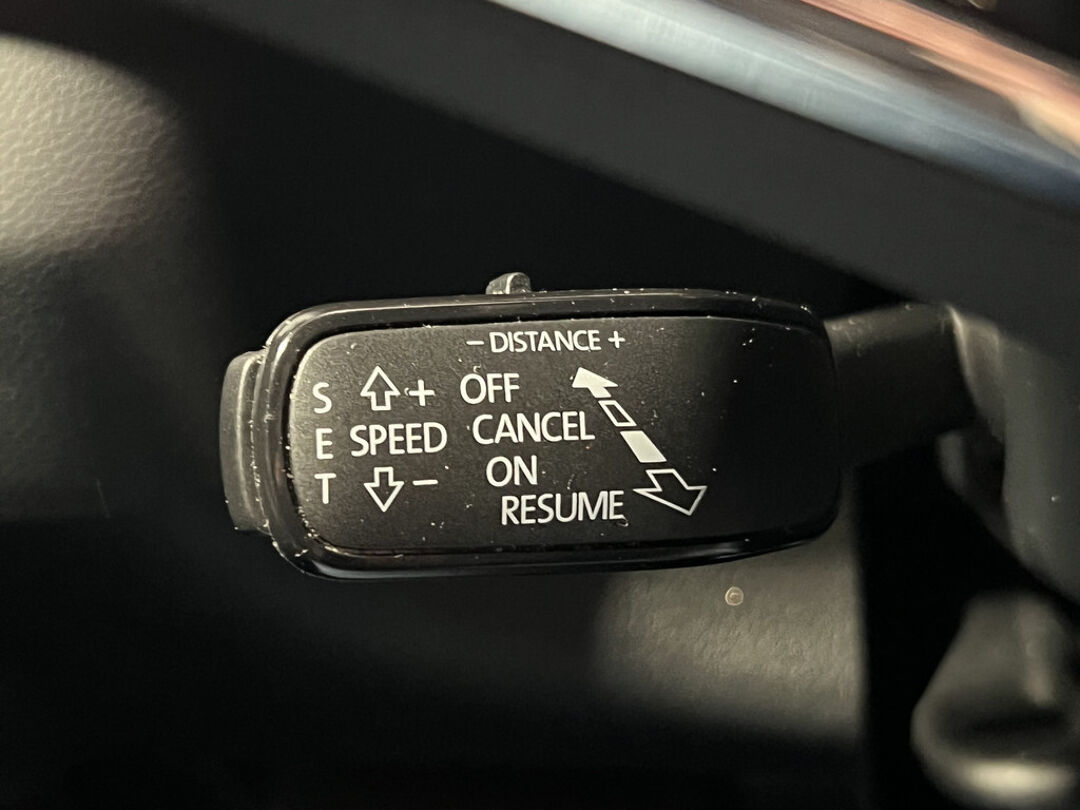 − DISTANCE +
S + OFF
E SPEED CANCEL
T − ON
RESUME